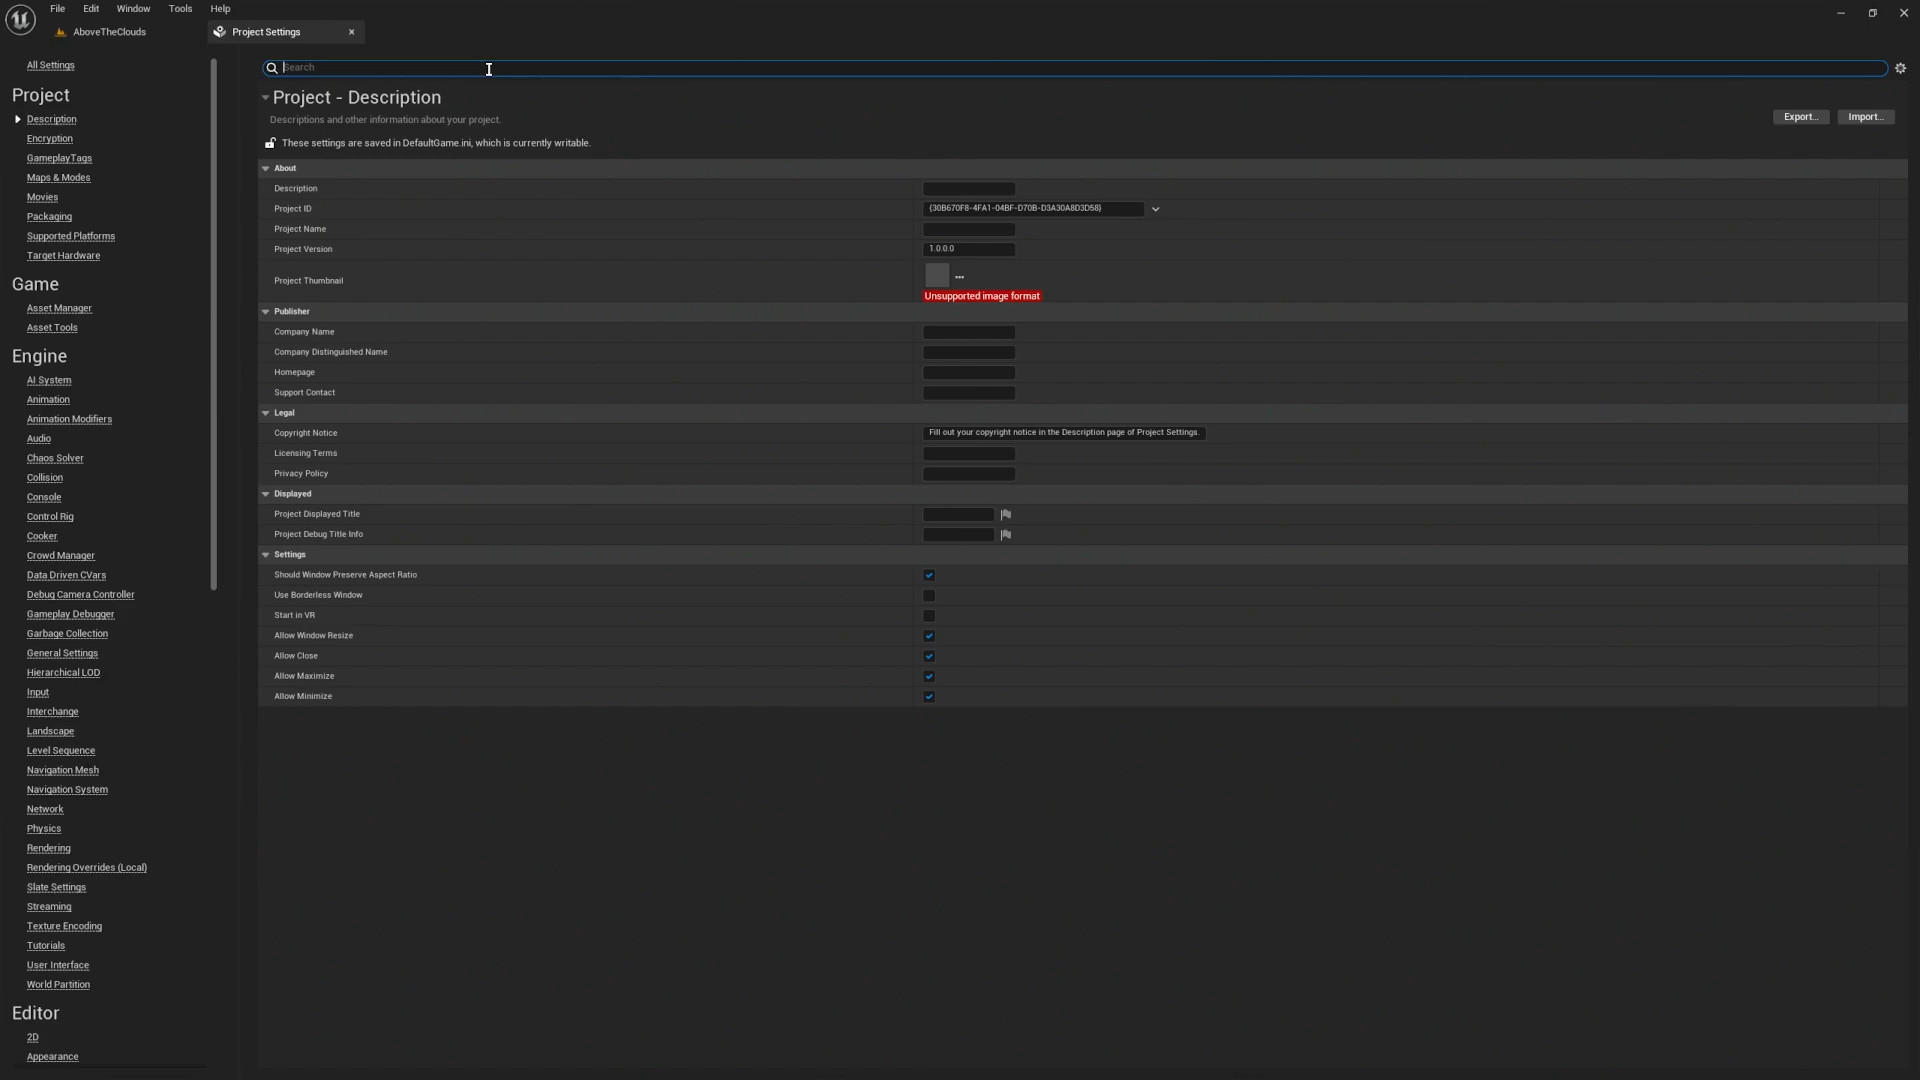 File Edit Window Tools Help
AboveTheClouds
Project Settings
All Settings
Project
Description
Encryption
GameplayTags
Maps & Modes
Movies
Packaging
Supported Platforms
Target Hardware
Game
Asset Manager
Asset Tools
Engine
AI System
Animation
Animation Modifiers
Audio
Chaos Solver
Collision
Console
Control Rig
Cooker
Crowd Manager
Data Driven CVars
Debug Camera Controller
Gameplay Debugger
Garbage Collection
General Settings
Hierarchical LOD
Input
Interchange
Landscape
Level Sequence
Navigation Mesh
Navigation System
Network
Physics
Rendering
Rendering Overrides (Local)
Slate Settings
Streaming
Texture Encoding
Tutorials
User Interface
World Partition
Editor
2D
Appearance
Search
Project - Description
Descriptions and other information about your project.
Export...
Import...
These settings are saved in DefaultGame.ini, which is currently writable.
About
Description
Project ID {30B670F8-4FA1-04BF-D70B-D3A30A8D3D58}
Project Name
Project Version 1.0.0.0
Project Thumbnail
Unsupported image format
Publisher
Company Name
Company Distinguished Name
Homepage
Support Contact
Legal
Copyright Notice Fill out your copyright notice in the Description page of Project Settings.
Licensing Terms
Privacy Policy
Displayed
Project Displayed Title
Project Debug Title Info
Settings
Should Window Preserve Aspect Ratio
Use Borderless Window
Start in VR
Allow Window Resize
Allow Close
Allow Maximize
Allow Minimize